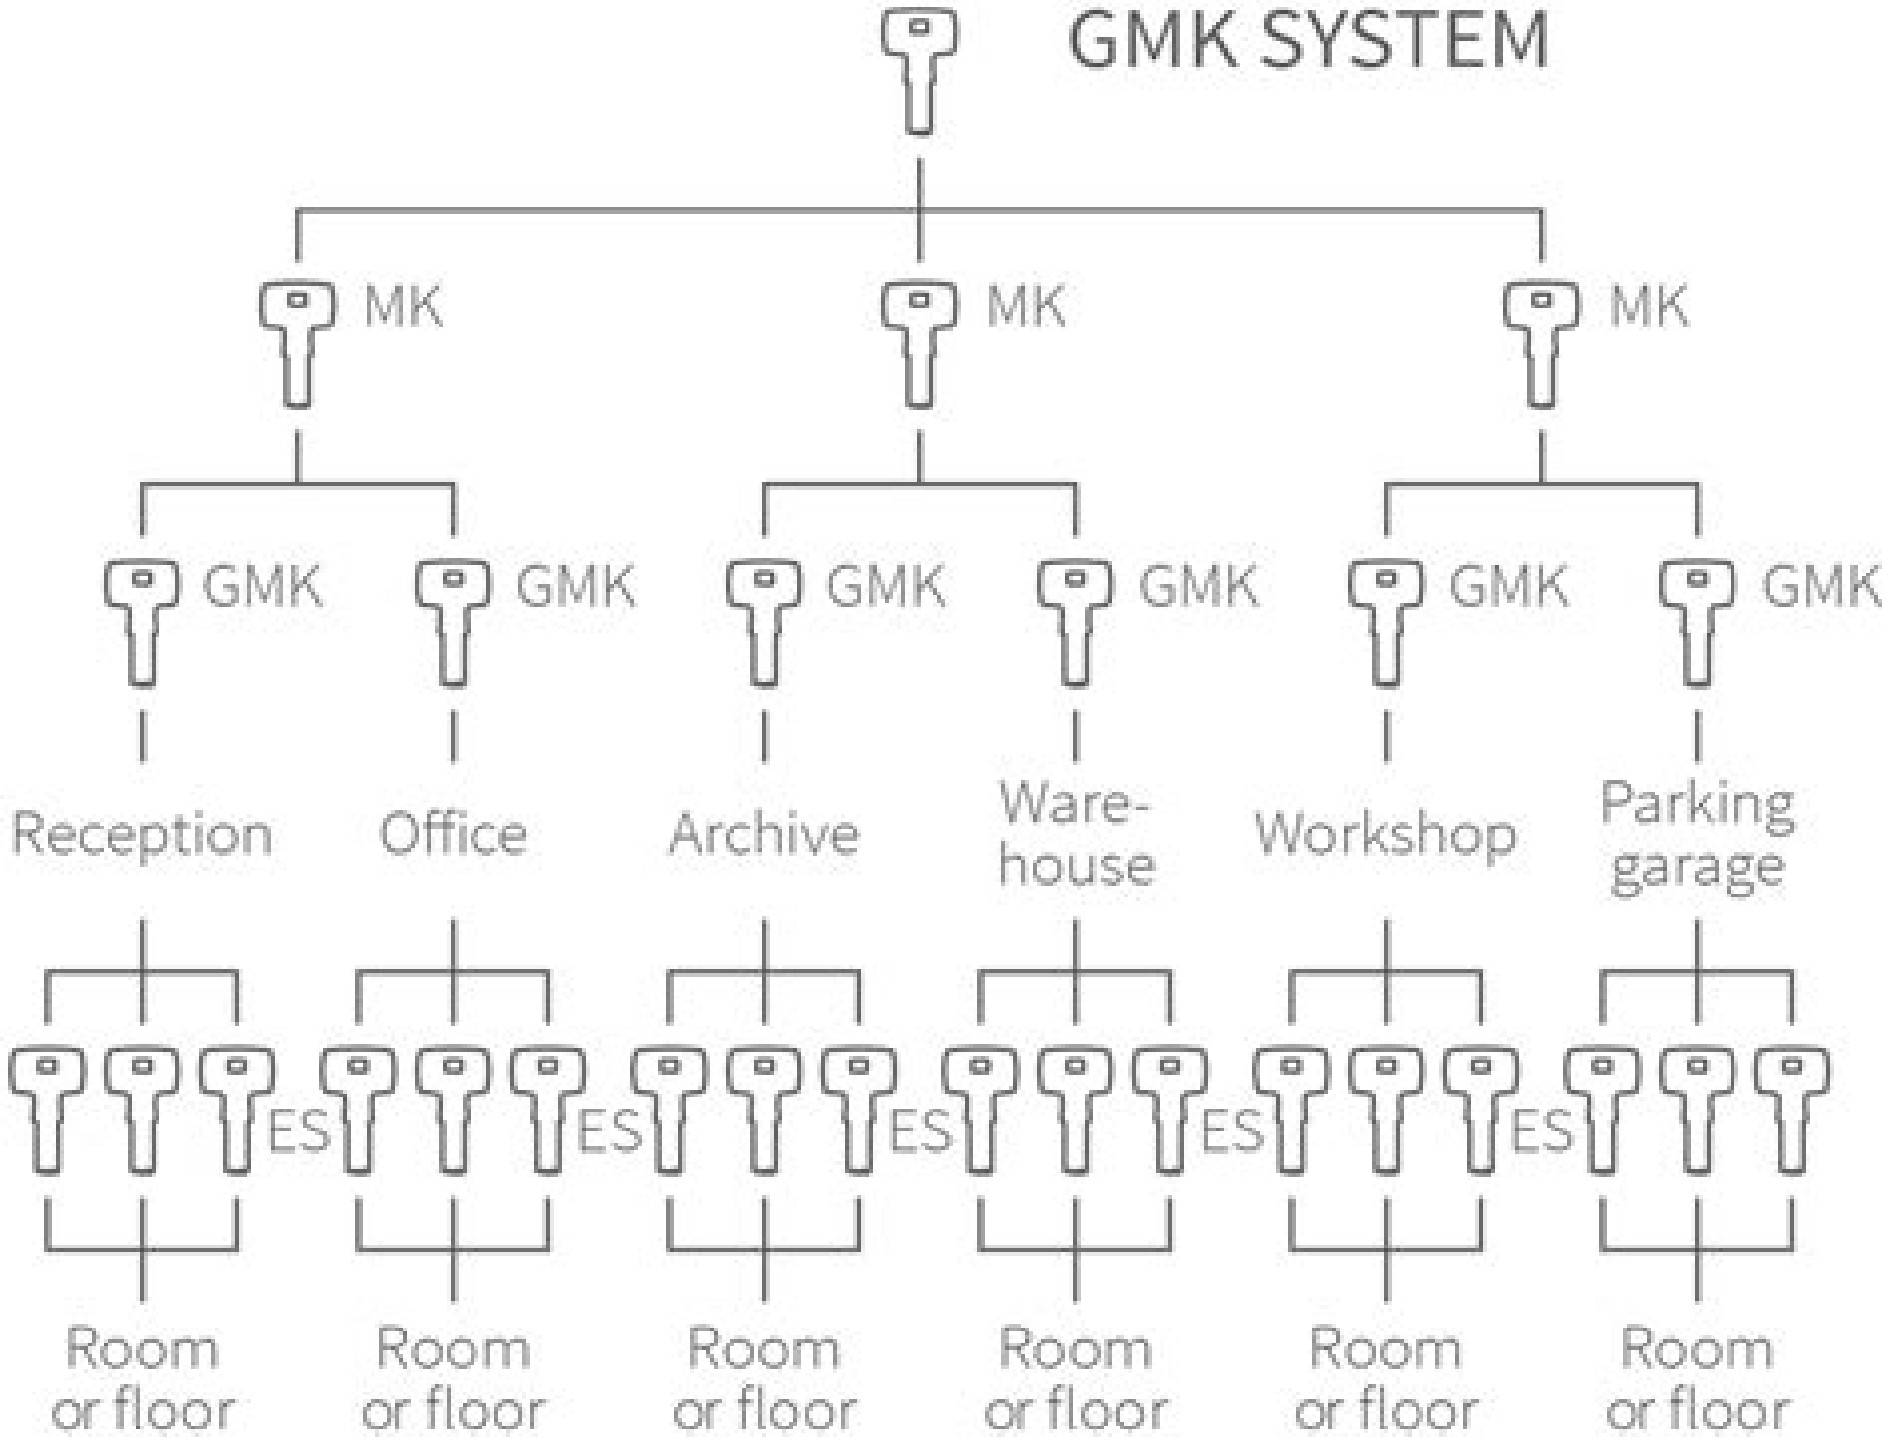 GMK SYSTEM
MK
MK
MK
GMK
GMK
GMK
GMK
GMK
GMK
Reception
Office
Archive
Ware-
house
Workshop
Parking
garage
ES
ES
ES
ES
ES
Room
or floor
Room
or floor
Room
or floor
Room
or floor
Room
or floor
Room
or floor